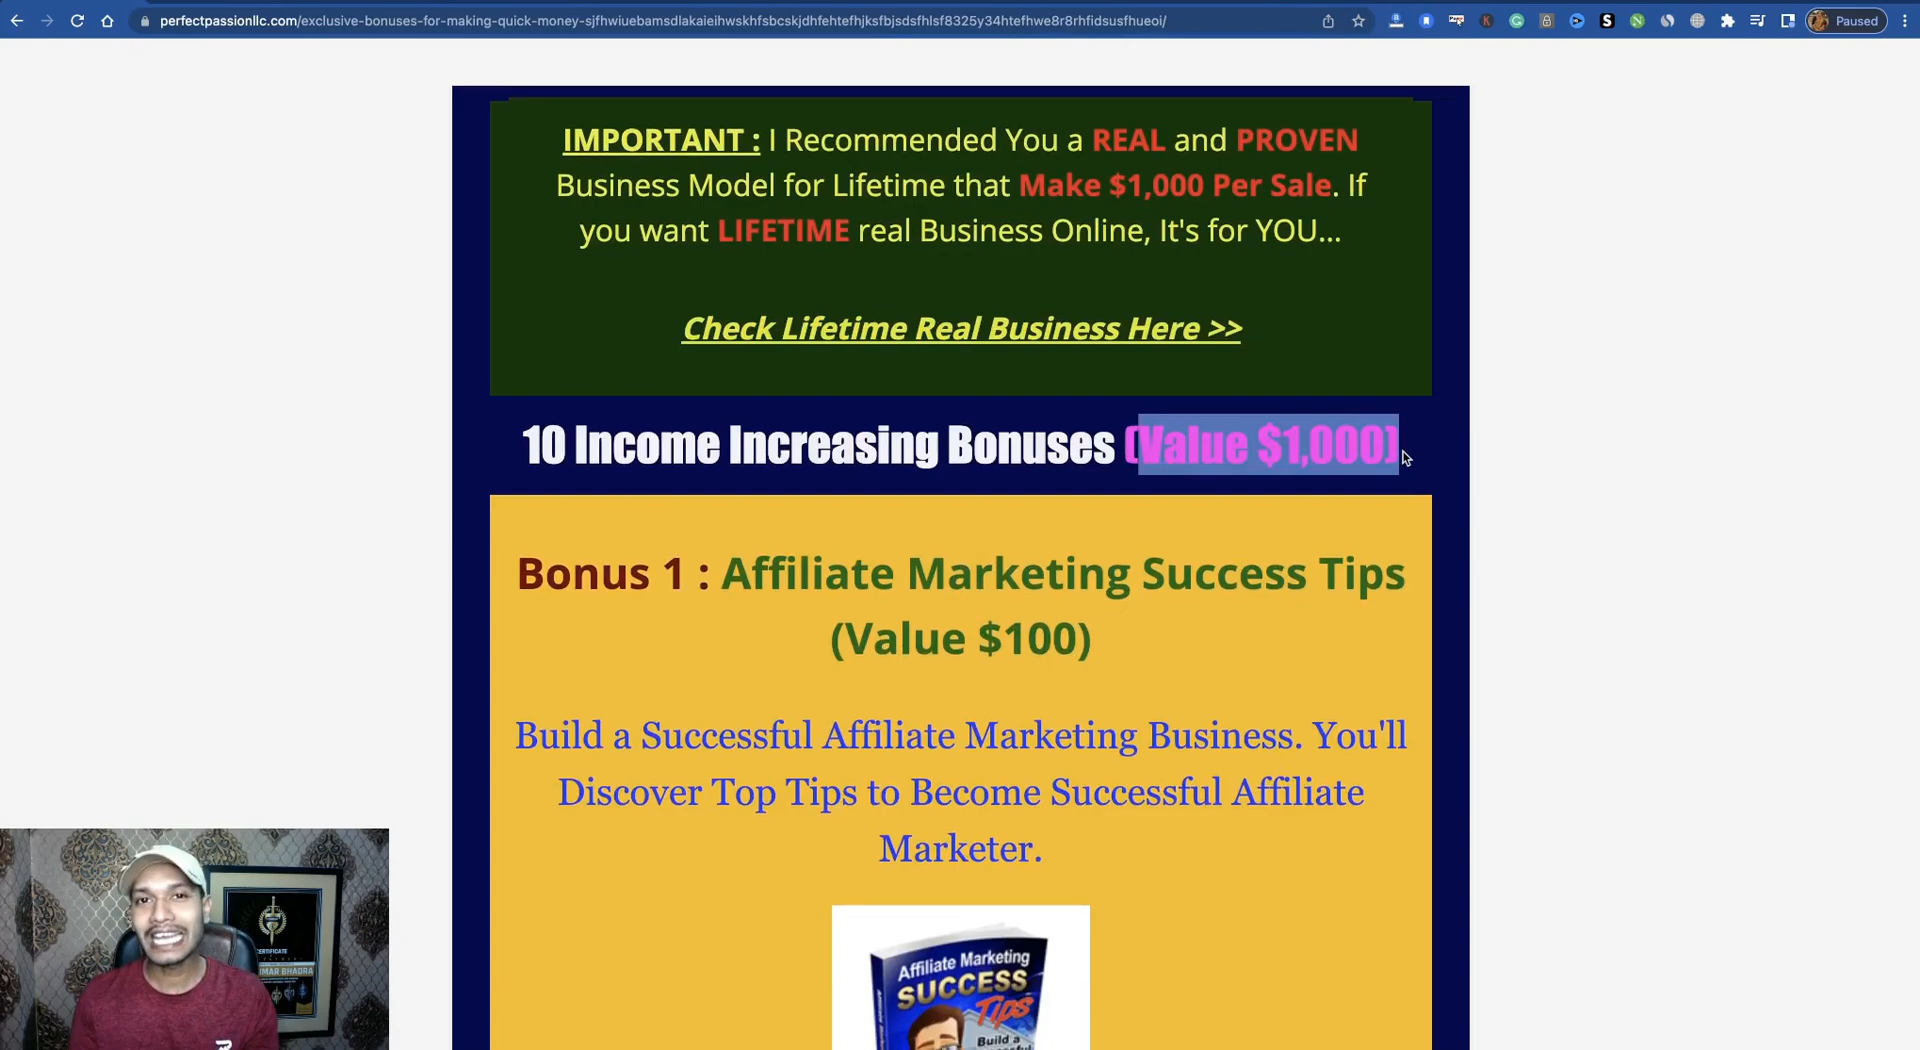 perfectpassionllc.com/exclusive-bonuses-for-making-quick-money-sjfhwiuebamsdlakaieihwskhfsbcskjdhfehtefhjksfbjsdsfhlsf8325y34htefhwe8r8rhfidsusfhueoi/
Paused
IMPORTANT : I Recommended You a REAL and PROVEN
Business Model for Lifetime that Make $1,000 Per Sale. If
you want LIFETIME real Business Online, It's for YOU...
Check Lifetime Real Business Here >>
10 Income Increasing Bonuses (Value $1,000)
Bonus 1 : Affiliate Marketing Success Tips
(Value $100)
Build a Successful Affiliate Marketing Business. You'll
Discover Top Tips to Become Successful Affiliate
Marketer.
Affiliate Marketing
SUCCESS
Tips
Build a
CERTIFICATE
BHADRA